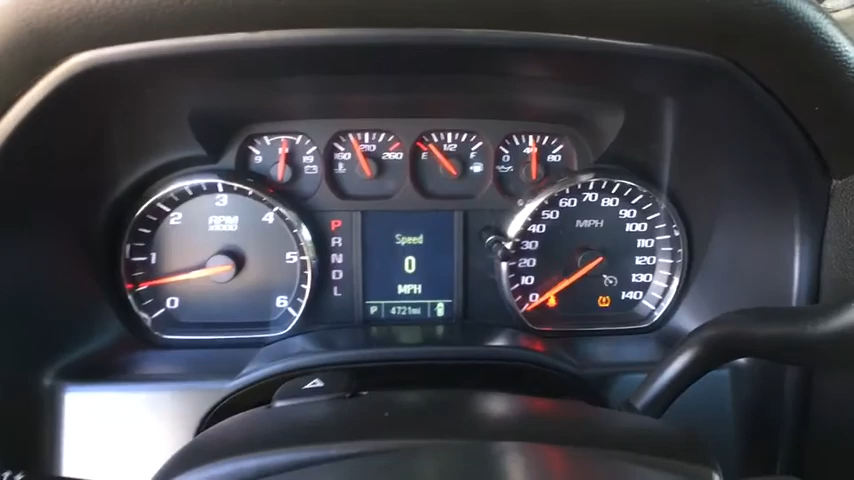 9 14 19
160 210 260
E 1/2 F
0 40 80
3
2 4
RPM
x1000
1 5
0 6
P
R
N
D
L
Speed
0
MPH
P 4721mi
60 70 80
50 90
40 MPH 100
30 110
20 120
10 130
0 140